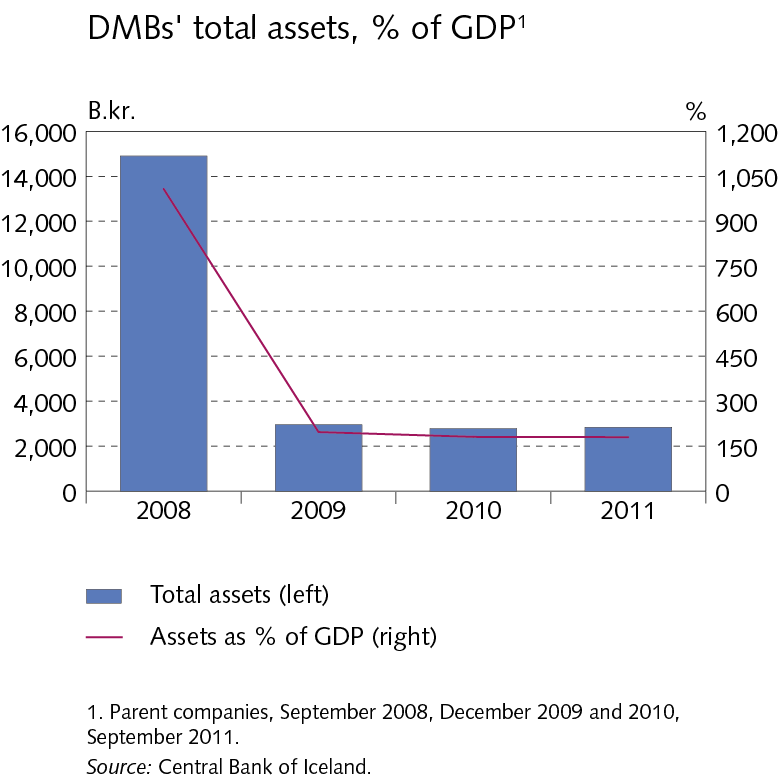 DMBs' total assets, % of GDP¹
B.kr. %
16,000 1,200
14,000 1,050
12,000 900
10,000 750
8,000 600
6,000 450
4,000 300
2,000 150
0 0
2008 2009 2010 2011
Total assets (left)
Assets as % of GDP (right)
1. Parent companies, September 2008, December 2009 and 2010,
September 2011.
Source: Central Bank of Iceland.